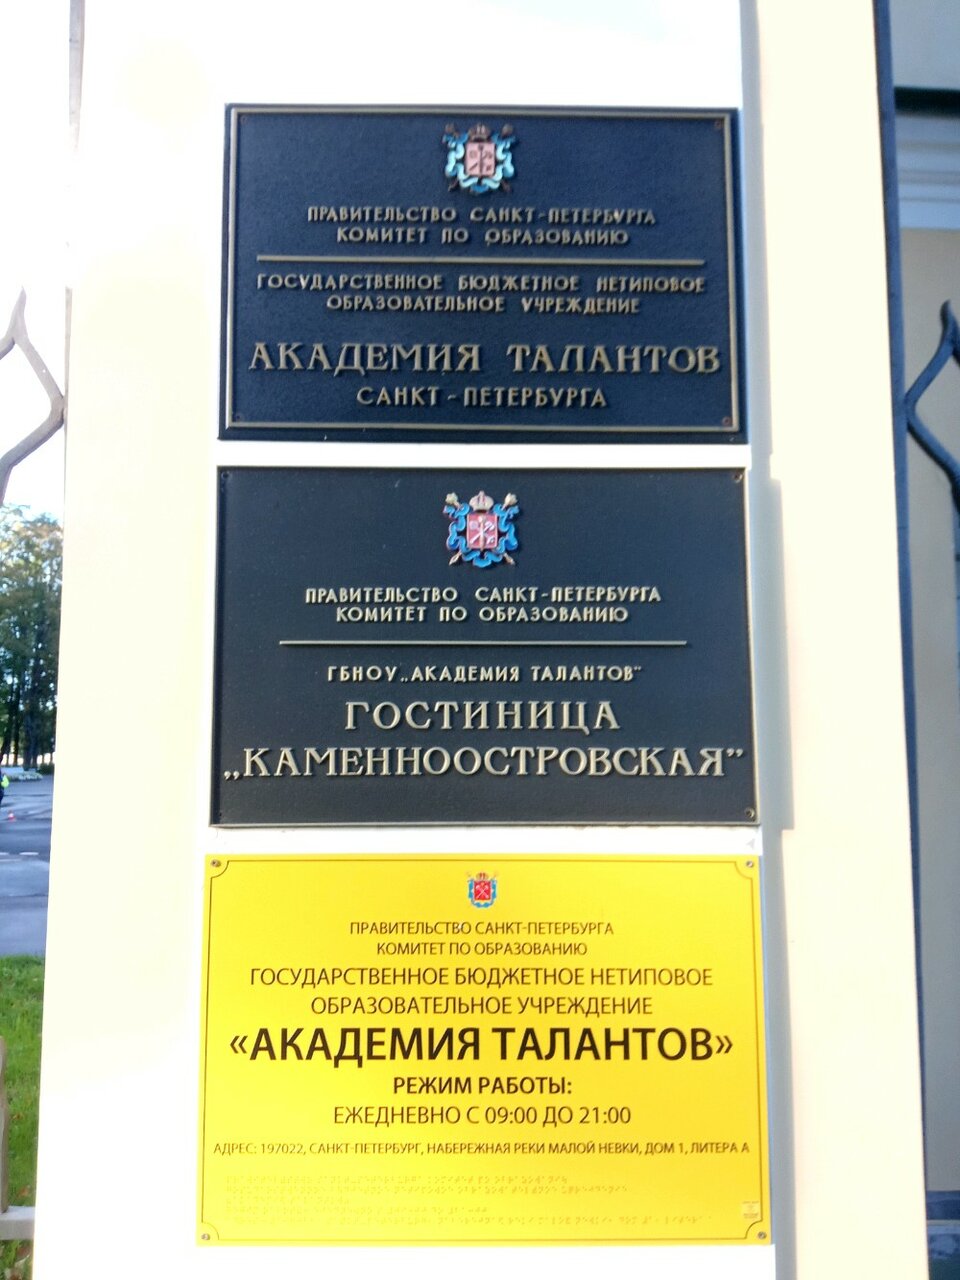 ПРАВИТЕЛЬСТВО САНКТ-ПЕТЕРБУРГА
КОМИТЕТ ПО ОБРАЗОВАНИЮ
ГОСУДАРСТВЕННОЕ БЮДЖЕТНОЕ НЕТИПОВОЕ
ОБРАЗОВАТЕЛЬНОЕ УЧРЕЖДЕНИЕ
АКАДЕМИЯ ТАЛАНТОВ
САНКТ-ПЕТЕРБУРГА
ПРАВИТЕЛЬСТВО САНКТ-ПЕТЕРБУРГА
КОМИТЕТ ПО ОБРАЗОВАНИЮ
ГБНОУ „АКАДЕМИЯ ТАЛАНТОВ"
ГОСТИНИЦА
„КАМЕННООСТРОВСКАЯ”
ПРАВИТЕЛЬСТВО САНКТ-ПЕТЕРБУРГА
КОМИТЕТ ПО ОБРАЗОВАНИЮ
ГОСУДАРСТВЕННОЕ БЮДЖЕТНОЕ НЕТИПОВОЕ
ОБРАЗОВАТЕЛЬНОЕ УЧРЕЖДЕНИЕ
«АКАДЕМИЯ ТАЛАНТОВ»
РЕЖИМ РАБОТЫ:
ЕЖЕДНЕВНО С 09:00 ДО 21:00
АДРЕС: 197022, САНКТ-ПЕТЕРБУРГ, НАБЕРЕЖНАЯ РЕКИ МАЛОЙ НЕВКИ, ДОМ 1, ЛИТЕРА А